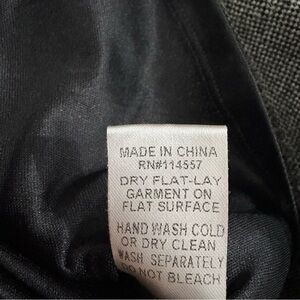 MADE IN CHINA
RN#114557
DRY FLAT-LAY
GARMENT ON
FLAT SURFACE
HAND WASH COLD
OR DRY CLEAN
WASH SEPARATELY
DO NOT BLEACH